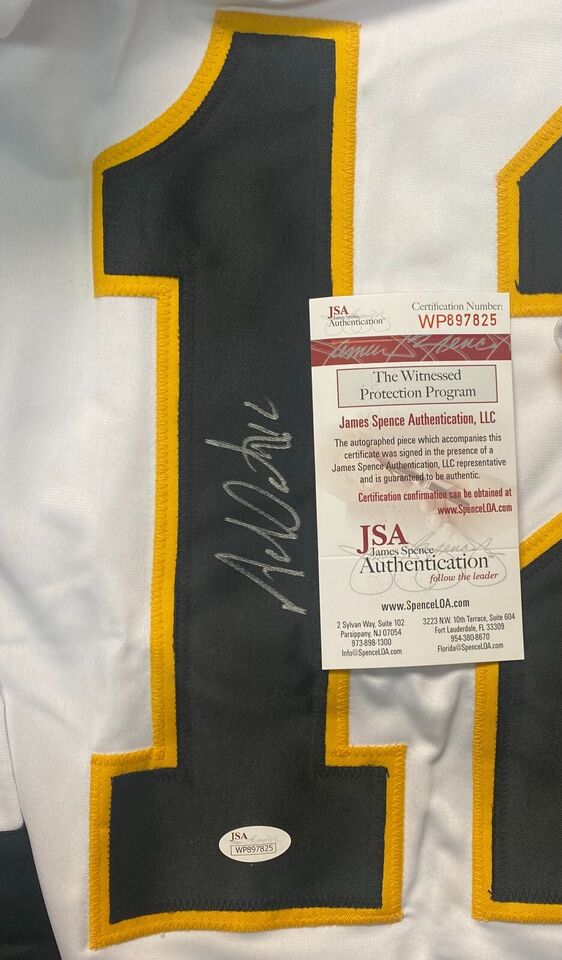 1
JSA
James Spence
Authentication™
Certification Number:
WP897825
The Witnessed
Protection Program
James Spence Authentication, LLC
The autographed piece which accompanies this
certificate was signed in the presence of a
James Spence Authentication, LLC representative
and is guaranteed to be authentic.
Certification confirmation can be obtained at
www.SpenceLOA.com
JSA
James Spence
Authentication™
follow the leader
www.SpenceLOA.com
2 Sylvan Way, Suite 102
Parsippany, NJ 07054
973-898-1300
Info@SpenceLOA.com
3223 N.W. 10th Terrace, Suite 604
Fort Lauderdale, FL 33309
954-380-8670
Florida@SpenceLOA.com
JSA
WP897825